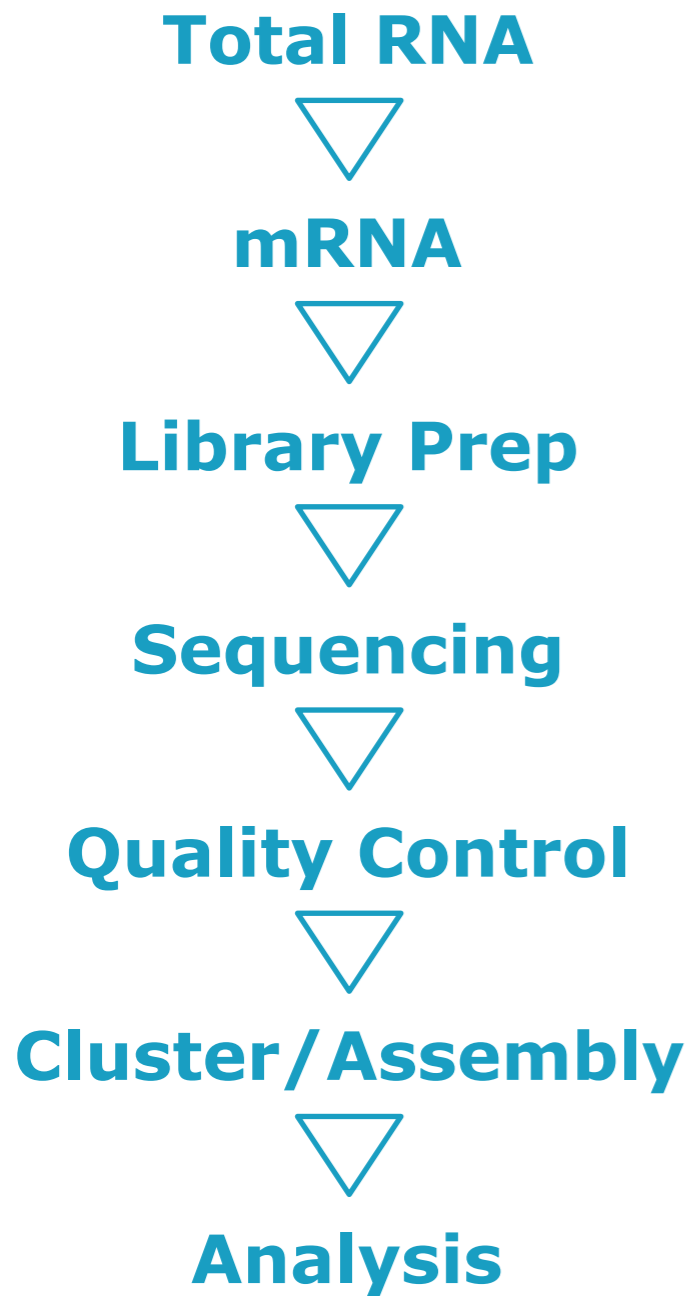 Total RNA
mRNA
Library Prep
Sequencing
Quality Control
Cluster/Assembly
Analysis